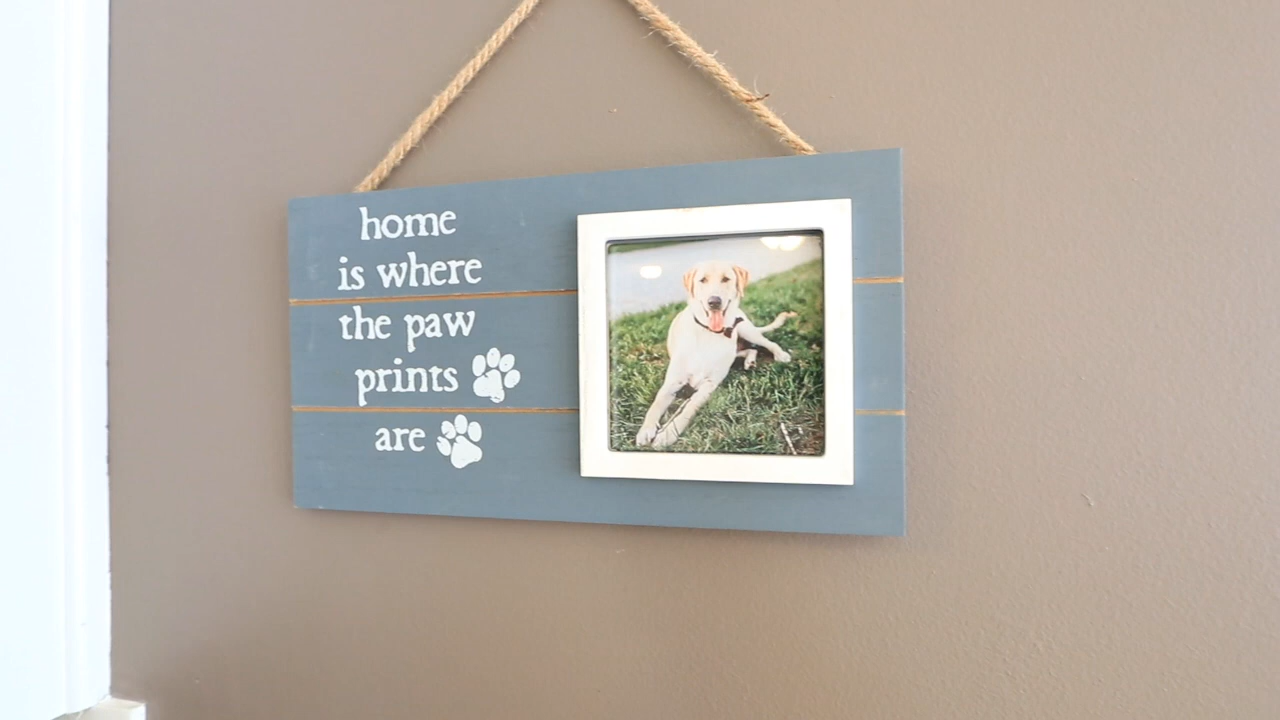 home
is where
the paw
prints
are